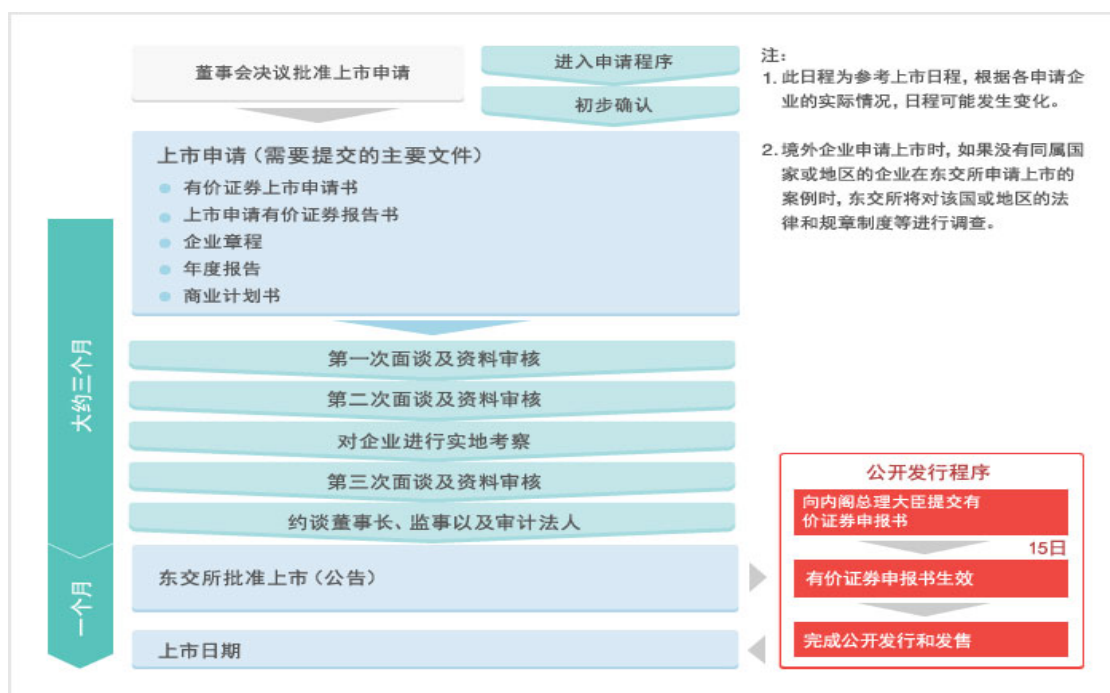 董事会决议批准上市申请
进入申请程序
初步确认
上市申请（需要提交的主要文件）
有价证券上市申请书
上市申请有价证券报告书
企业章程
年度报告
商业计划书
大约三个月
第一次面谈及资料审核
第二次面谈及资料审核
对企业进行实地考察
第三次面谈及资料审核
约谈董事长、监事以及审计法人
一个月
东交所批准上市（公告）
上市日期
注：
1. 此日程为参考上市日程，根据各申请企
业的实际情况，日程可能发生变化。
2. 境外企业申请上市时，如果没有同属国
家或地区的企业在东交所申请上市的
案例时，东交所将对该国或地区的法
律和规章制度等进行调查。
公开发行程序
向内阁总理大臣提交有
价证券申报书
15日
有价证券申报书生效
完成公开发行和发售